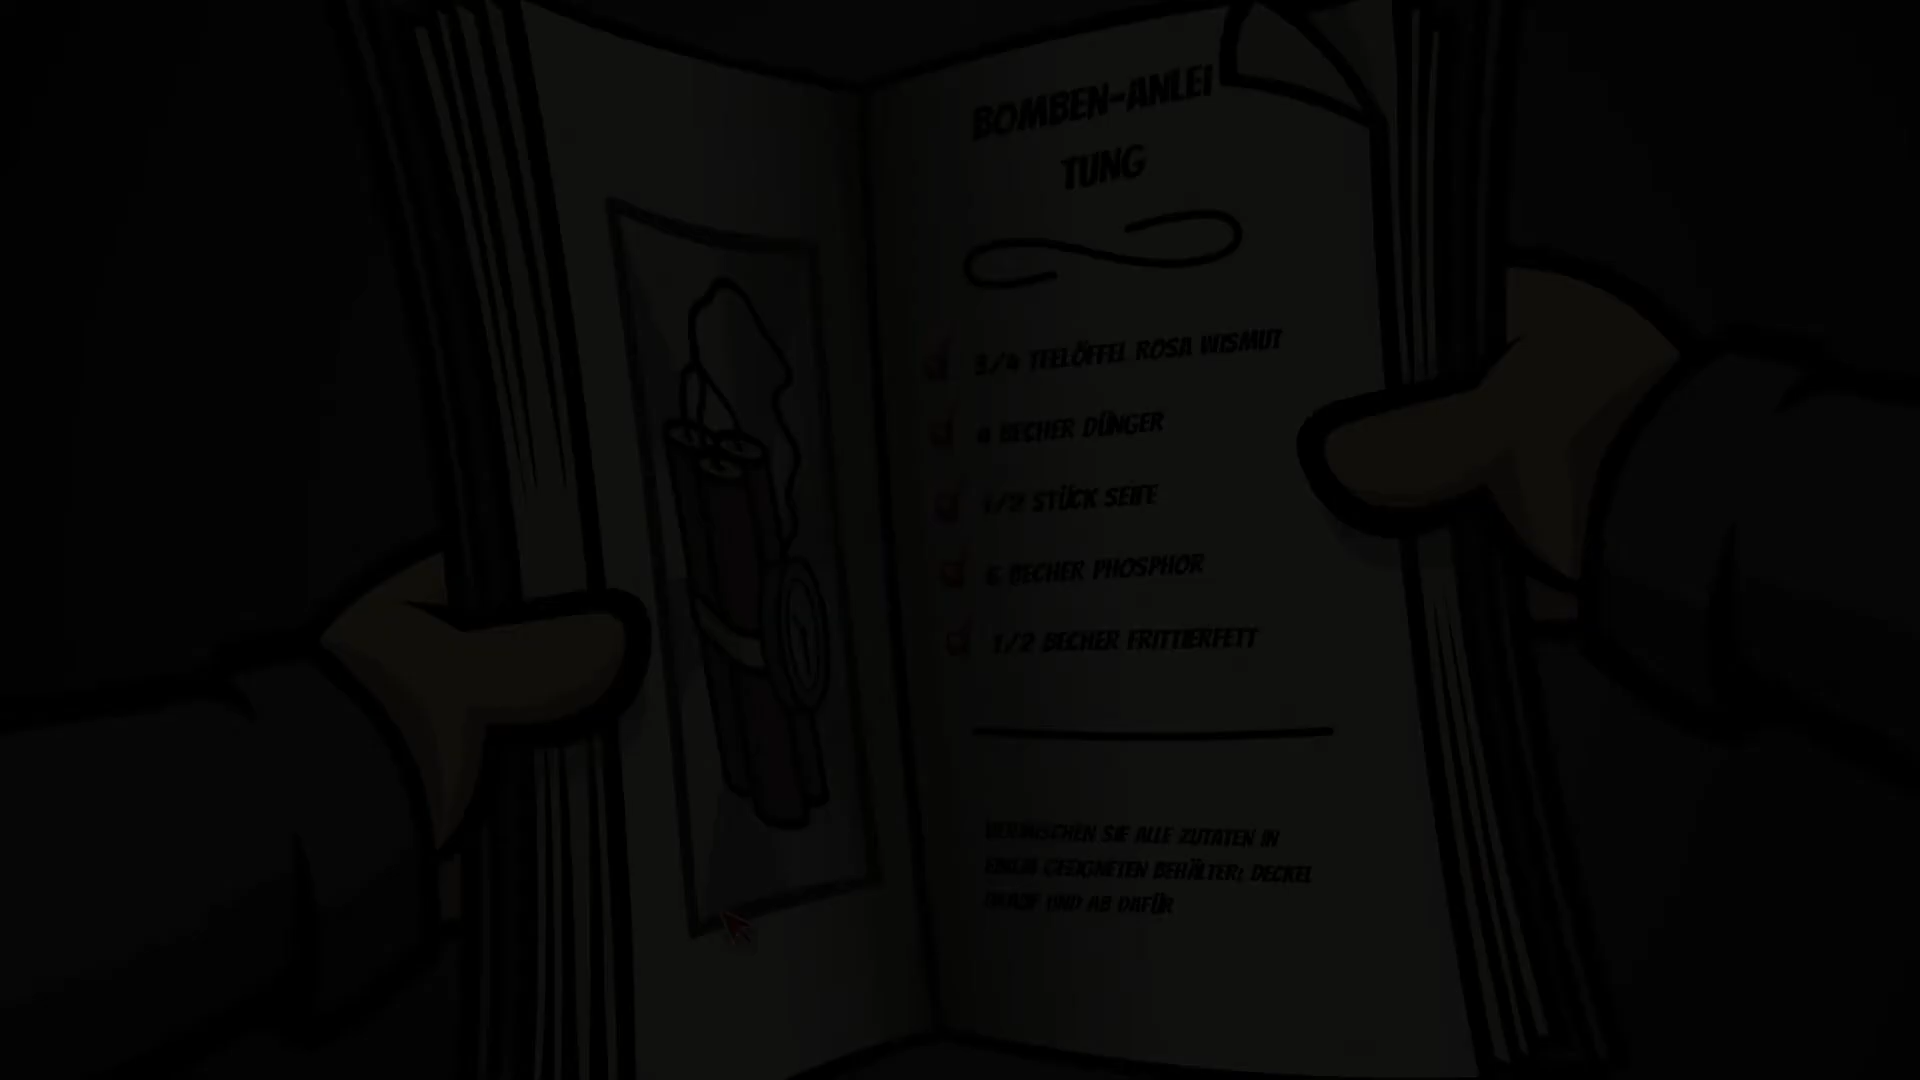 BOMBEN-ANLEI
TUNG
3/4 TEELÖFFEL ROSA WISMUT
BECHER DÜNGER
1/2 STÜCK SEIFE
6 BECHER PHOSPHOR
1/2 BECHER FRITTIERFETT
VERMISCHEN SIE ALLE ZUTATEN IN
EINEM GEEIGNETEN BEHÄLTER: DECKEL
DRAUF UND AB DAFÜR